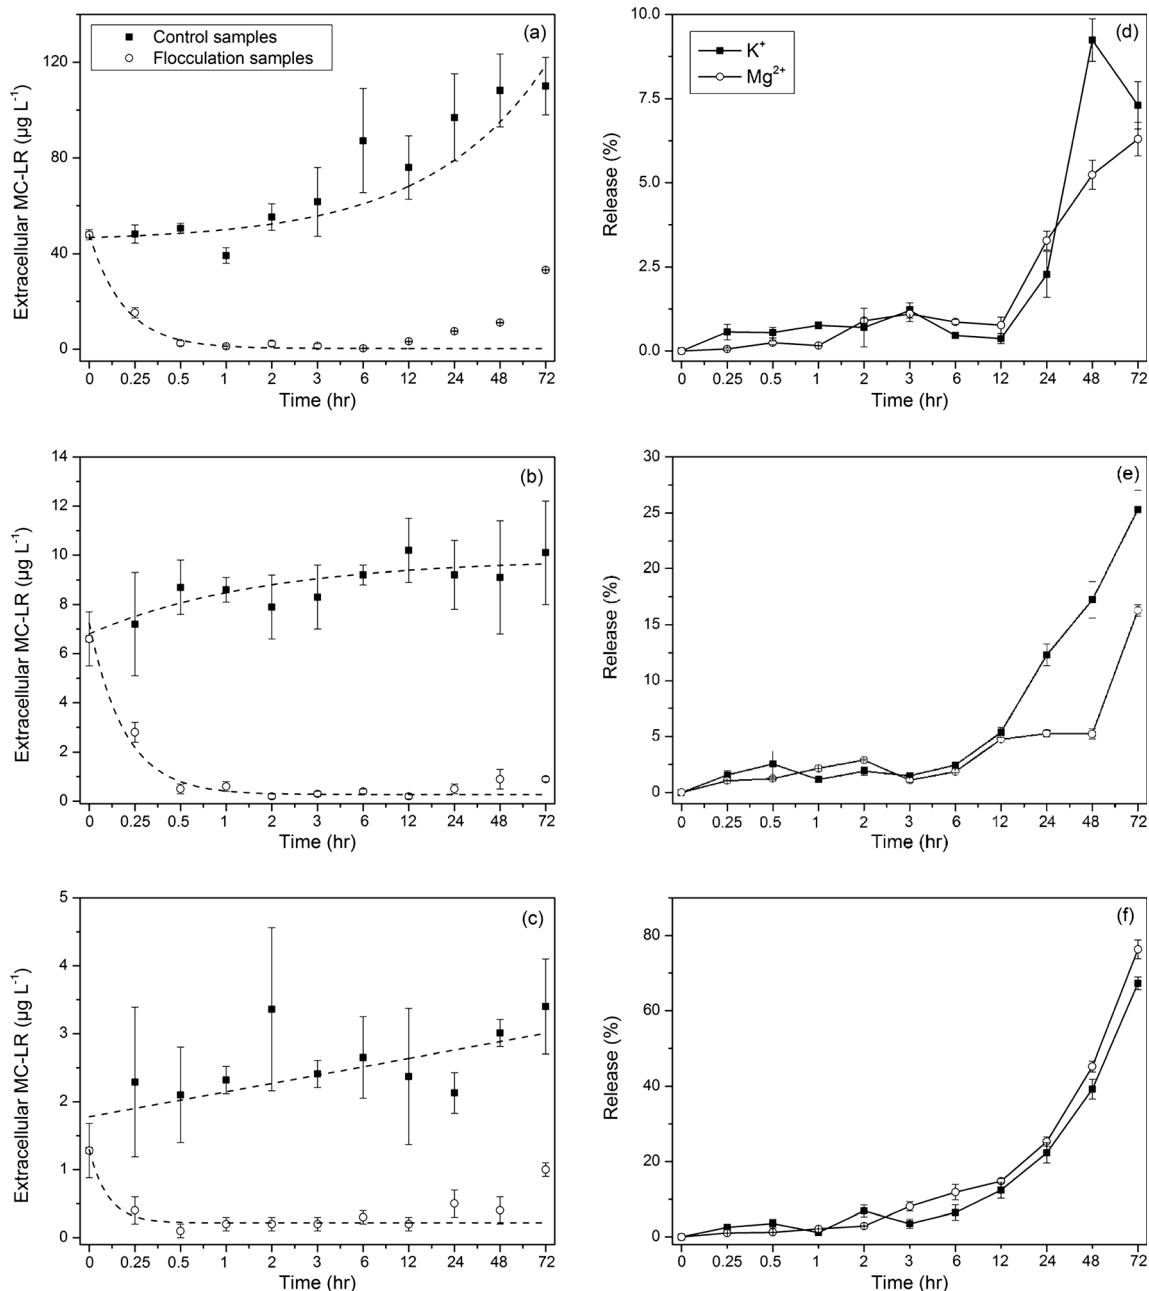 (a)
Control samples
Flocculation samples
120
80
40
0
Extracellular MC-LR (µg L⁻¹)
0 0.25 0.5 1 2 3 6 12 24 48 72
Time (hr)
(d)
K⁺
Mg²⁺
10.0
7.5
5.0
2.5
0.0
Release (%)
0 0.25 0.5 1 2 3 6 12 24 48 72
Time (hr)
(b)
14
12
10
8
6
4
2
0
Extracellular MC-LR (µg L⁻¹)
0 0.25 0.5 1 2 3 6 12 24 48 72
Time (hr)
(e)
30
25
20
15
10
5
0
Release (%)
0 0.25 0.5 1 2 3 6 12 24 48 72
Time (hr)
(c)
5
4
3
2
1
0
Extracellular MC-LR (µg L⁻¹)
0 0.25 0.5 1 2 3 6 12 24 48 72
Time (hr)
(f)
80
60
40
20
0
Release (%)
0 0.25 0.5 1 2 3 6 12 24 48 72
Time (hr)